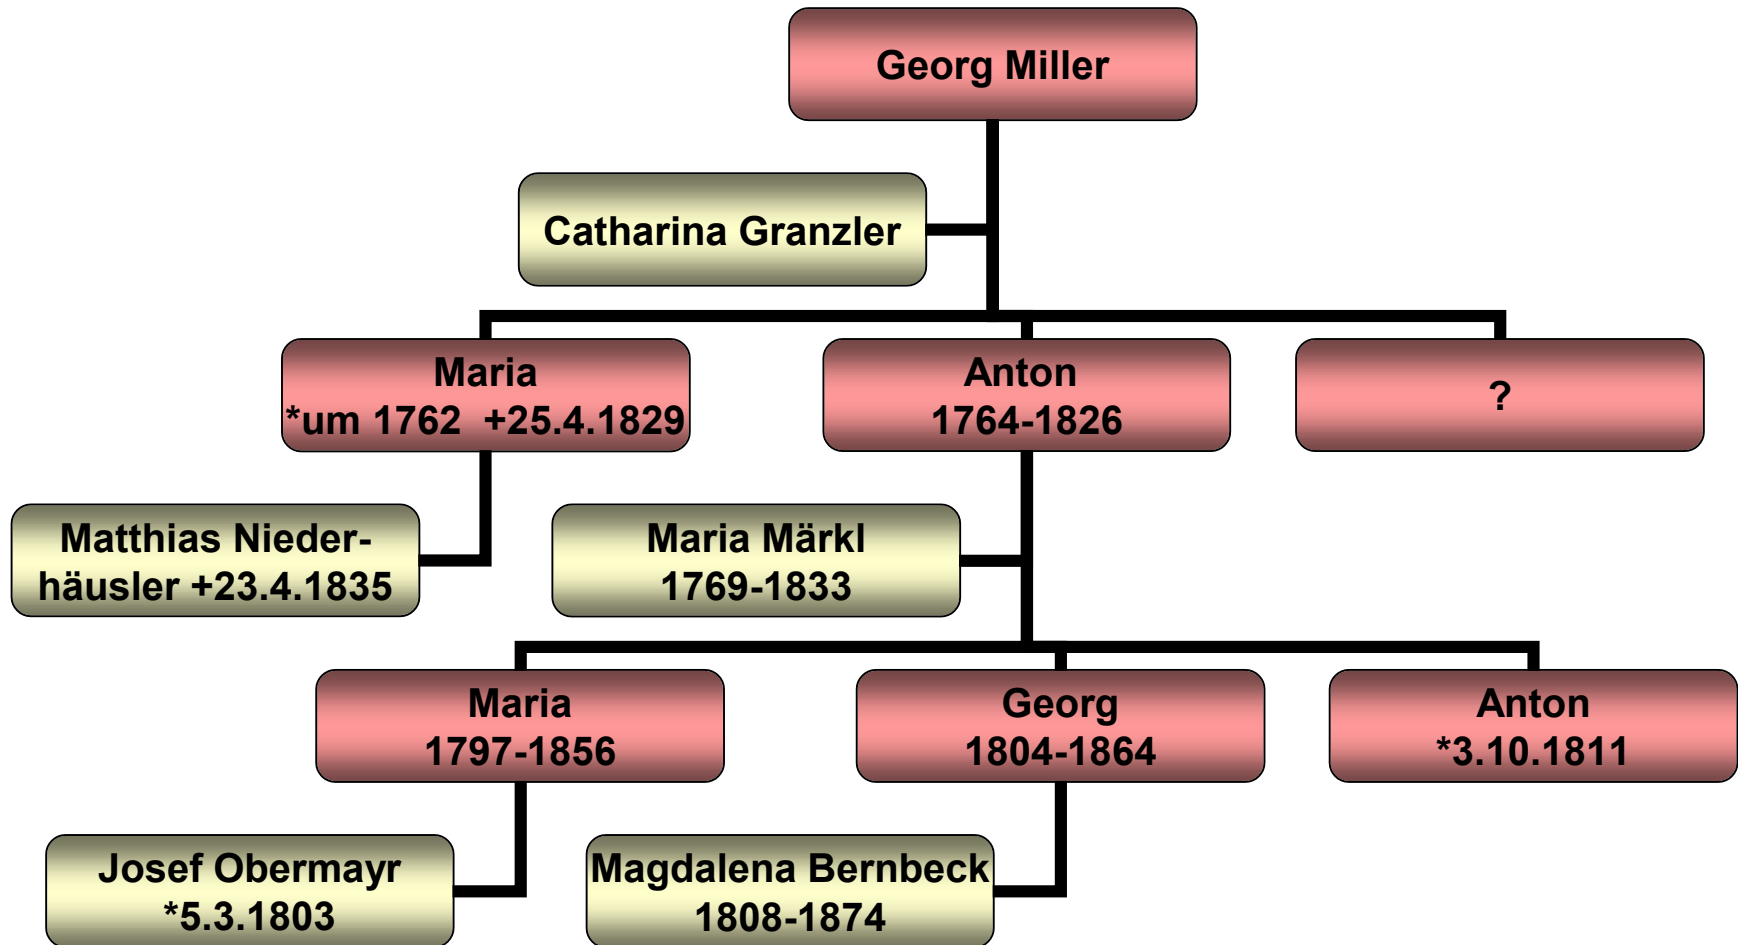 Georg Miller
Catharina Granzler
Maria
*um 1762  +25.4.1829
Anton
1764-1826
?
Matthias Nieder-
häusler +23.4.1835
Maria Märkl
1769-1833
Maria
1797-1856
Georg
1804-1864
Anton
*3.10.1811
Josef Obermayr
*5.3.1803
Magdalena Bernbeck
1808-1874